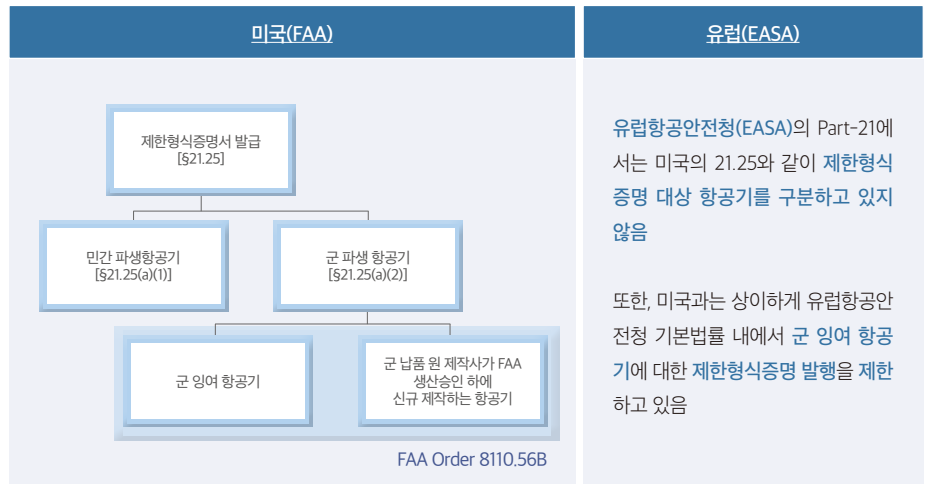 미국(FAA)
제한형식증명서 발급
[§21.25]
민간 파생항공기
[§21.25(a)(1)]
군 파생 항공기
[§21.25(a)(2)]
군 잉여 항공기
군 납품 원 제작사가 FAA
생산승인 하에
신규 제작하는 항공기
FAA Order 8110.56B
유럽(EASA)
유럽항공안전청(EASA)의 Part-21에
서는 미국의 21.25와 같이 제한형식
증명 대상 항공기를 구분하고 있지
않음
또한, 미국과는 상이하게 유럽항공안
전청 기본법률 내에서 군 잉여 항공
기에 대한 제한형식증명 발행을 제한
하고 있음